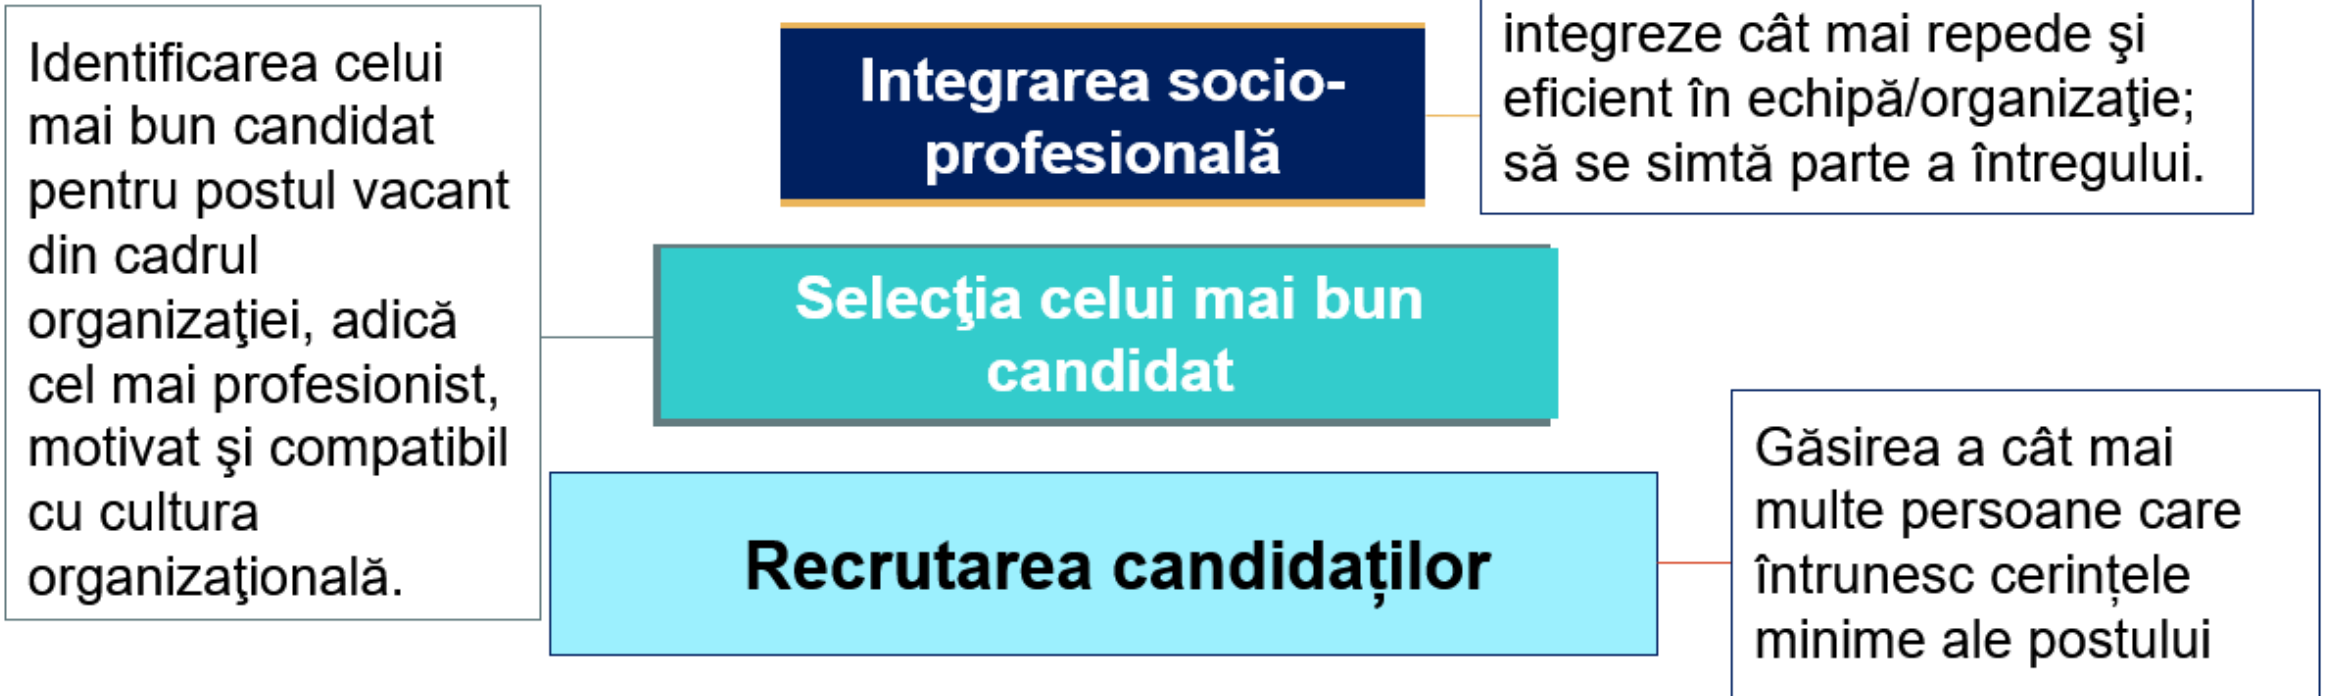 Identificarea celui
mai bun candidat
pentru postul vacant
din cadrul
organizaţiei, adică
cel mai profesionist,
motivat şi compatibil
cu cultura
organizaţională.
Integrarea socio-
profesională
integreze cât mai repede şi
eficient în echipă/organizaţie;
să se simtă parte a întregului.
Selecţia celui mai bun
candidat
Recrutarea candidaților
Găsirea a cât mai
multe persoane care
întrunesc cerințele
minime ale postului